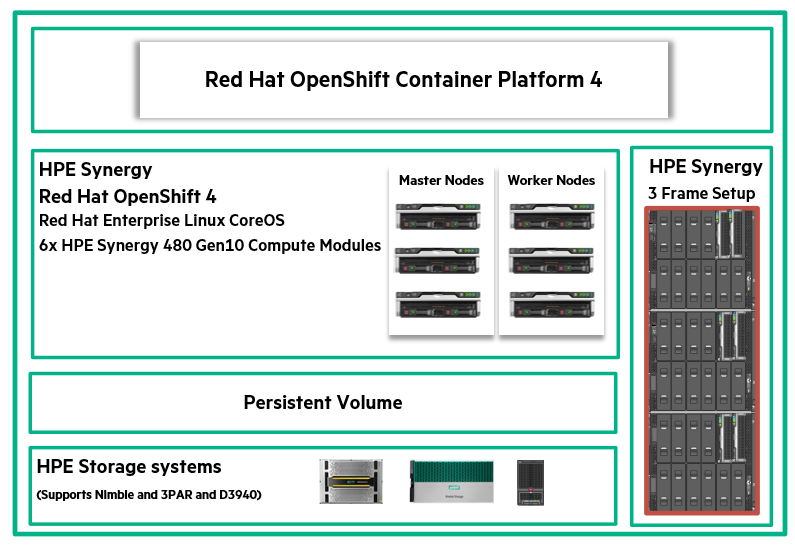 Red Hat OpenShift Container Platform 4
HPE Synergy
Red Hat OpenShift 4
Red Hat Enterprise Linux CoreOS
6x HPE Synergy 480 Gen10 Compute Modules
Master Nodes
Worker Nodes
HPE Synergy
3 Frame Setup
Persistent Volume
HPE Storage systems
(Supports Nimble and 3PAR and D3940)